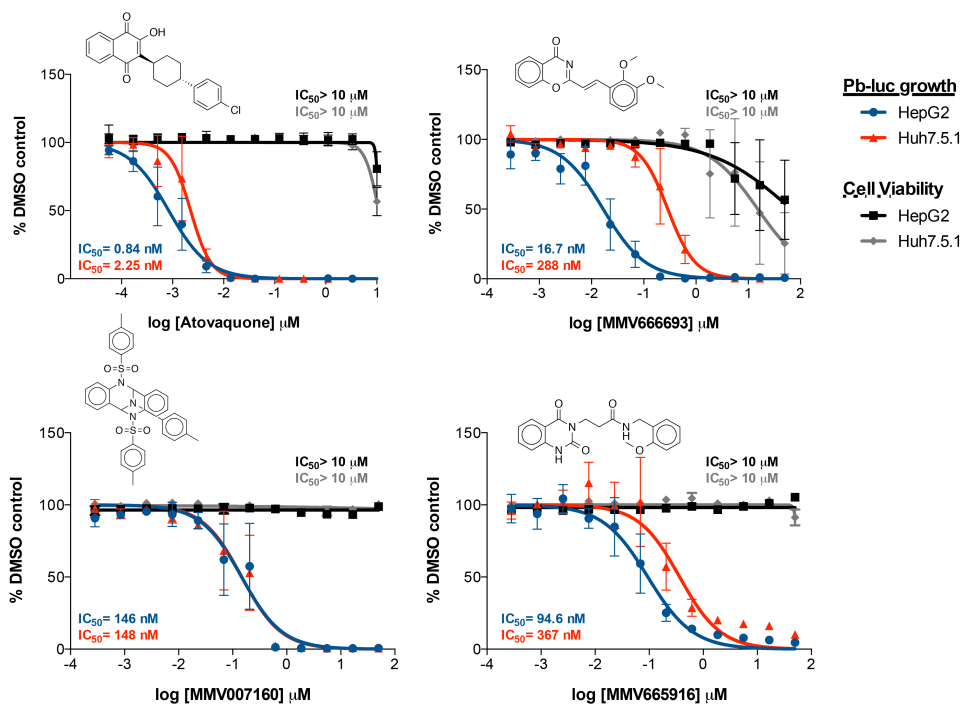 O
OH
O
Cl
IC50> 10 μM
IC50> 10 μM
150
100
50
0
% DMSO control
IC50= 0.84 nM
IC50= 2.25 nM
-5
-4
-3
-2
-1
0
1
log [Atovaquone] μM
O
N
O
O
O
IC50> 10 μM
IC50> 10 μM
150
100
50
0
% DMSO control
IC50= 16.7 nM
IC50= 288 nM
-4
-3
-2
-1
0
1
2
log [MMV666693] μM
Pb-luc growth
HepG2
Huh7.5.1
Cell Viability
HepG2
Huh7.5.1
O=S=O
N
N
N
O=S=O
IC50> 10 μM
IC50> 10 μM
150
100
50
0
% DMSO control
IC50= 146 nM
IC50= 148 nM
-4
-3
-2
-1
0
1
2
log [MMV007160] μM
O
O
N
N
H
N
H
O
O
IC50> 10 μM
IC50> 10 μM
150
100
50
0
% DMSO control
IC50= 94.6 nM
IC50= 367 nM
-4
-3
-2
-1
0
1
2
log [MMV665916] μM